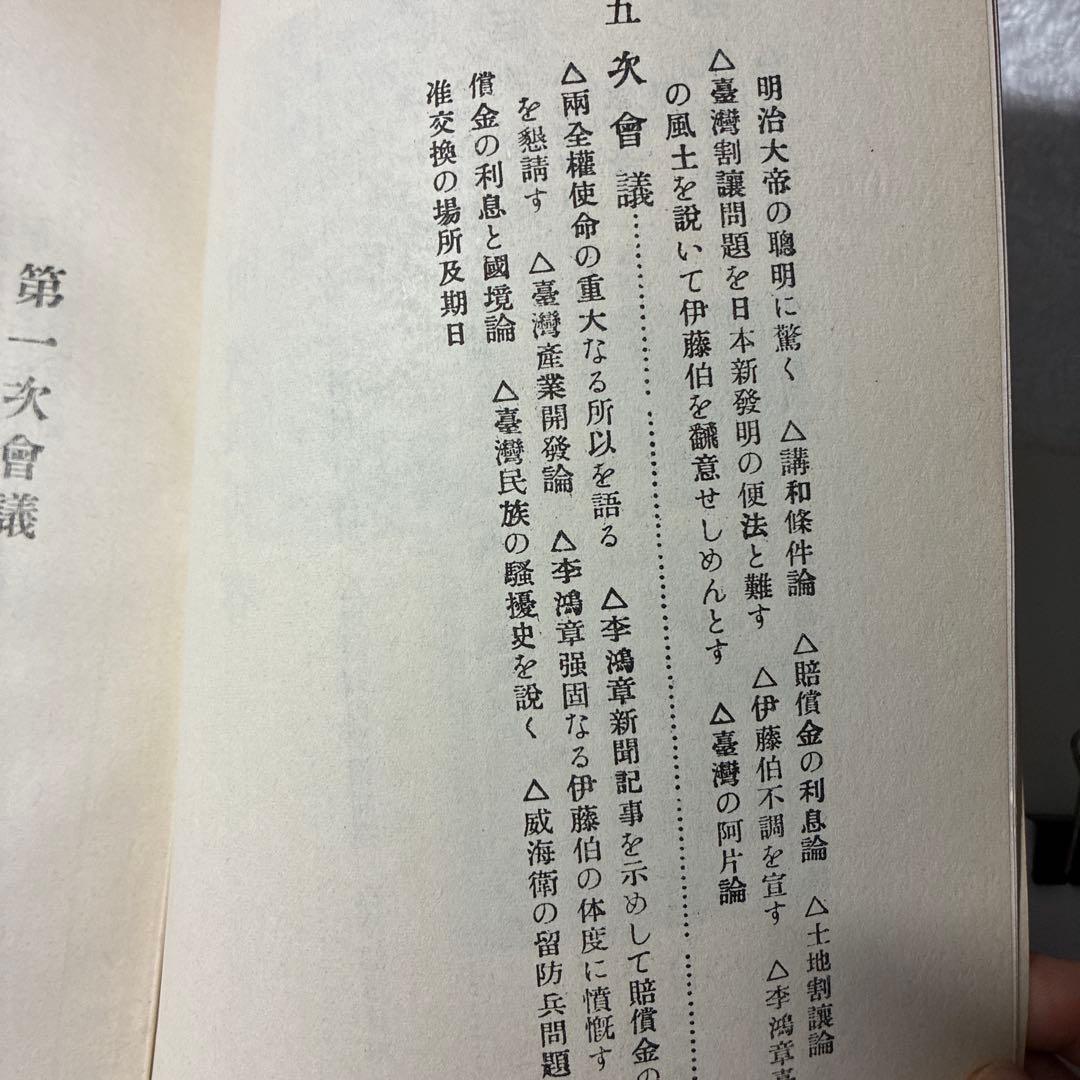 明治大帝の聰明に驚く △講和條件論 △賠償金の利息論 △土地割讓論
△臺灣割讓問題を日本新發明の便法と難す △伊藤伯不調を宣す △李鴻章
の風土を說いて伊藤伯を飜意せしめんとす △臺灣の阿片論
五次會議
△兩全權使命の重大なる所以を語る △李鴻章新聞記事を示めして賠償金の
を懇請す △臺灣產業開發論 △李鴻章强固なる伊藤伯の体度に憤慨す
償金の利息と國境論 △臺灣民族の騷擾史を說く △威海衛の留防兵問題
准交換の場所及期日
第一次會議